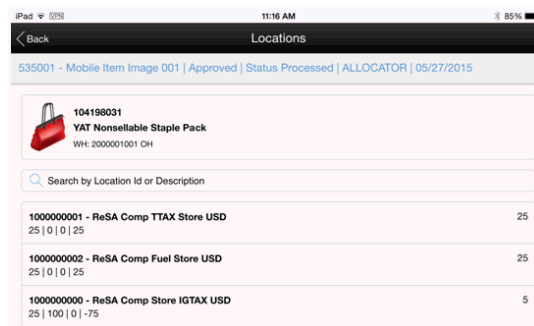 iPad VPN 11:16 AM 85%
Back Locations
535001 - Mobile Item Image 001 | Approved | Status Processed | ALLOCATOR | 05/27/2015
104198031
YAT Nonsellable Staple Pack
WH: 2000001001 OH
Search by Location Id or Description
1000000001 - ReSA Comp TTAX Store USD 25
25 | 0 | 0 | 25
1000000002 - ReSA Comp Fuel Store USD 25
25 | 0 | 0 | 25
1000000000 - ReSA Comp Store IGTAX USD 5
25 | 100 | 0 | -75